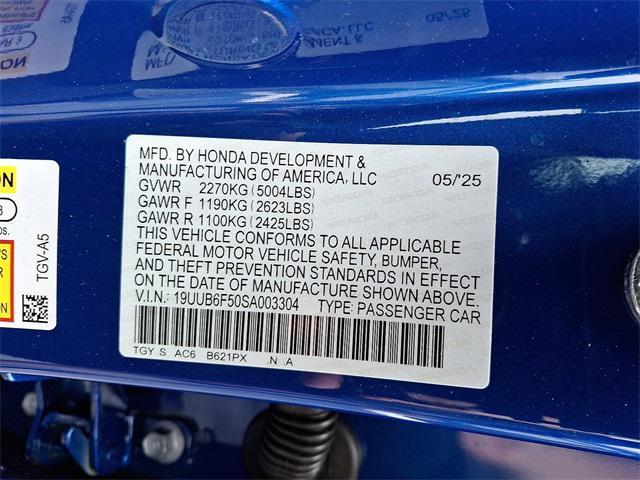 MFD. BY HONDA DEVELOPMENT &
MANUFACTURING OF AMERICA, LLC 05/'25
GVWR 2270KG (5004LBS)
GAWR F 1190KG (2623LBS)
GAWR R 1100KG (2425LBS)
THIS VEHICLE CONFORMS TO ALL APPLICABLE
FEDERAL MOTOR VEHICLE SAFETY, BUMPER,
AND THEFT PREVENTION STANDARDS IN EFFECT
ON THE DATE OF MANUFACTURE SHOWN ABOVE.
V.I.N.: 19UUB6F50SA003304 TYPE: PASSENGER CAR
TGY S AC6 B621PX .N .A
TGV-A5